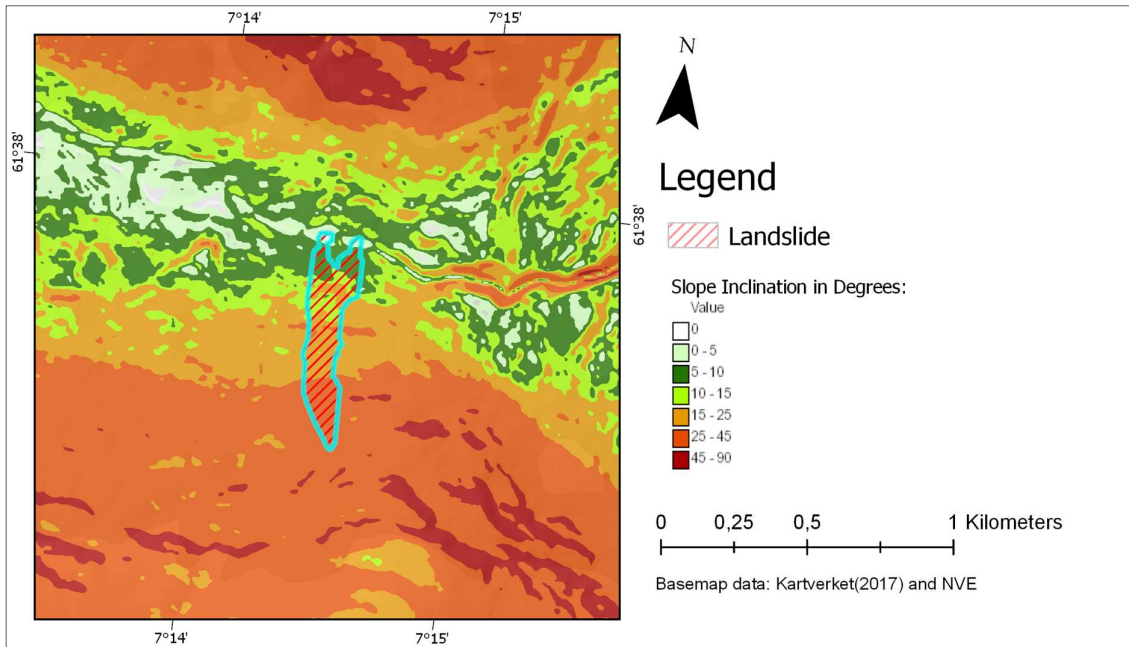 7°14'
7°15'
N
61°38'
Legend
61°38'
Landslide
Slope Inclination in Degrees:
Value
0
0 - 5
5 - 10
10 - 15
15 - 25
25 - 45
45 - 90
0 0,25 0,5 1 Kilometers
Basemap data: Kartverket(2017) and NVE
7°14'
7°15'